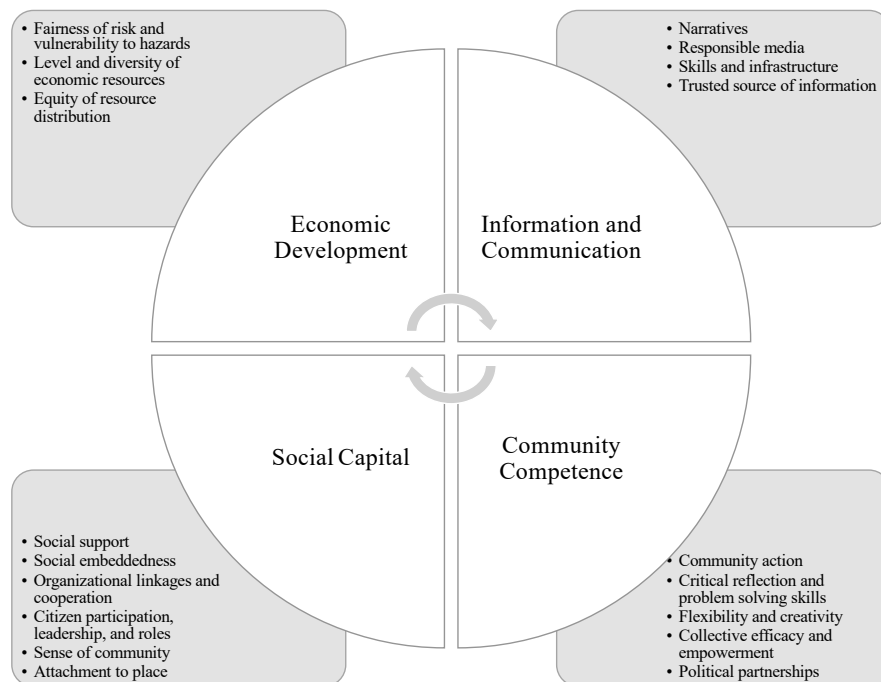 • Fairness of risk and
vulnerability to hazards
• Level and diversity of
economic resources
• Equity of resource
distribution
• Narratives
• Responsible media
• Skills and infrastructure
• Trusted source of information
Economic
Development
Information and
Communication
Social Capital
Community
Competence
• Social support
• Social embeddedness
• Organizational linkages and
cooperation
• Citizen participation,
leadership, and roles
• Sense of community
• Attachment to place
• Community action
• Critical reflection and
problem solving skills
• Flexibility and creativity
• Collective efficacy and
empowerment
• Political partnerships